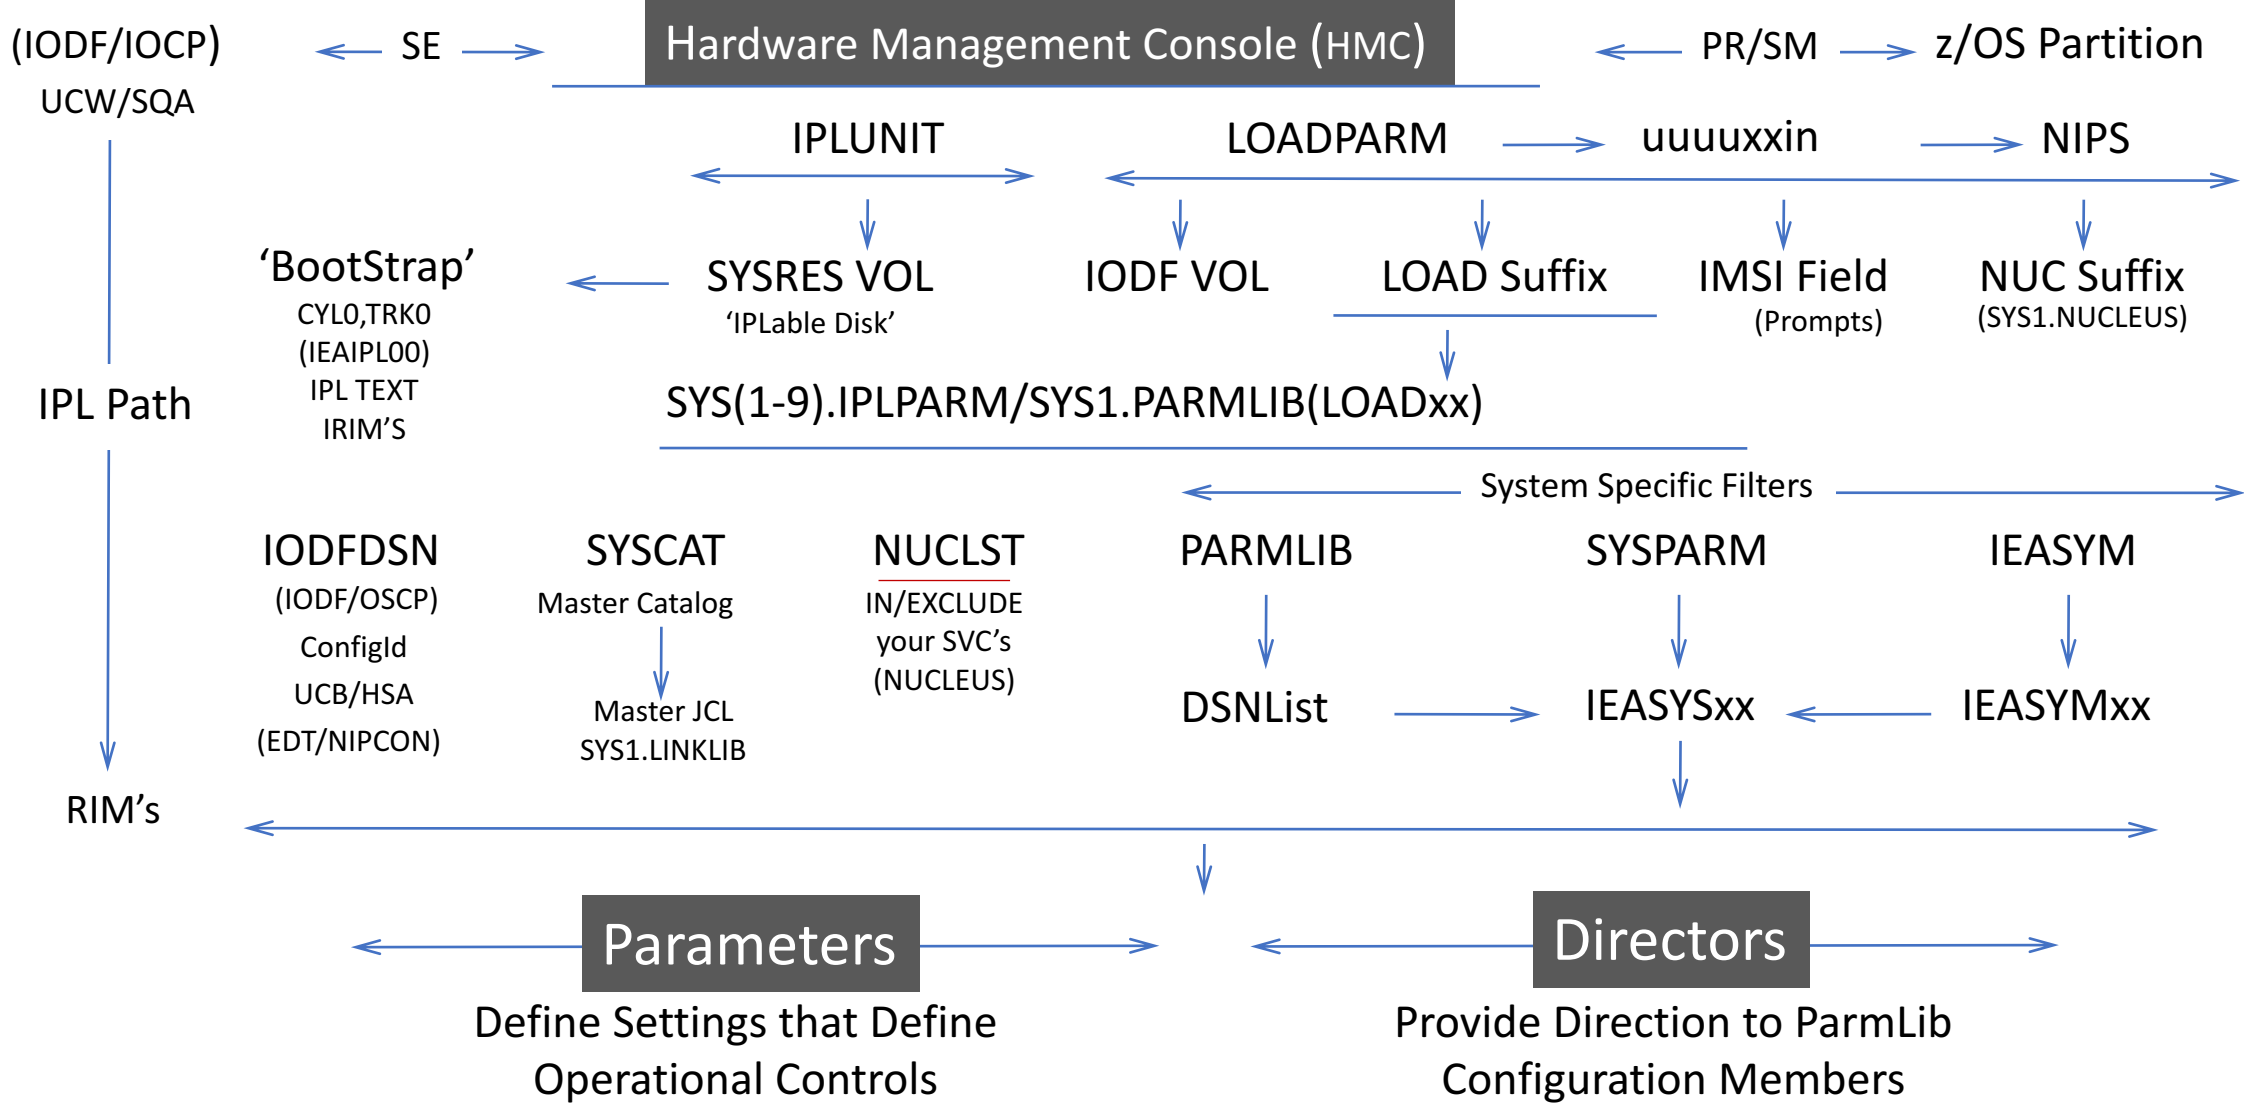 (IODF/IOCP)
SE
Hardware Management Console (HMC)
PR/SM
z/OS Partition
UCW/SQA
IPLUNIT
LOADPARM
uuuuxxin
NIPS
‘BootStrap’
SYSRES VOL
IODF VOL
LOAD Suffix
IMSI Field
NUC Suffix
CYL0,TRK0
‘IPLable Disk’
(Prompts)
(SYS1.NUCLEUS)
(IEAIPL00)
IPL TEXT
IRIM’S
IPL Path
SYS(1-9).IPLPARM/SYS1.PARMLIB(LOADxx)
System Specific Filters
IODFDSN
SYSCAT
NUCLST
PARMLIB
SYSPARM
IEASYM
(IODF/OSCP)
Master Catalog
IN/EXCLUDE
ConfigId
your SVC’s
UCB/HSA
(NUCLEUS)
Master JCL
DSNList
IEASYSxx
IEASYMxx
(EDT/NIPCON)
SYS1.LINKLIB
RIM’s
Parameters
Directors
Define Settings that Define
Operational Controls
Provide Direction to ParmLib
Configuration Members